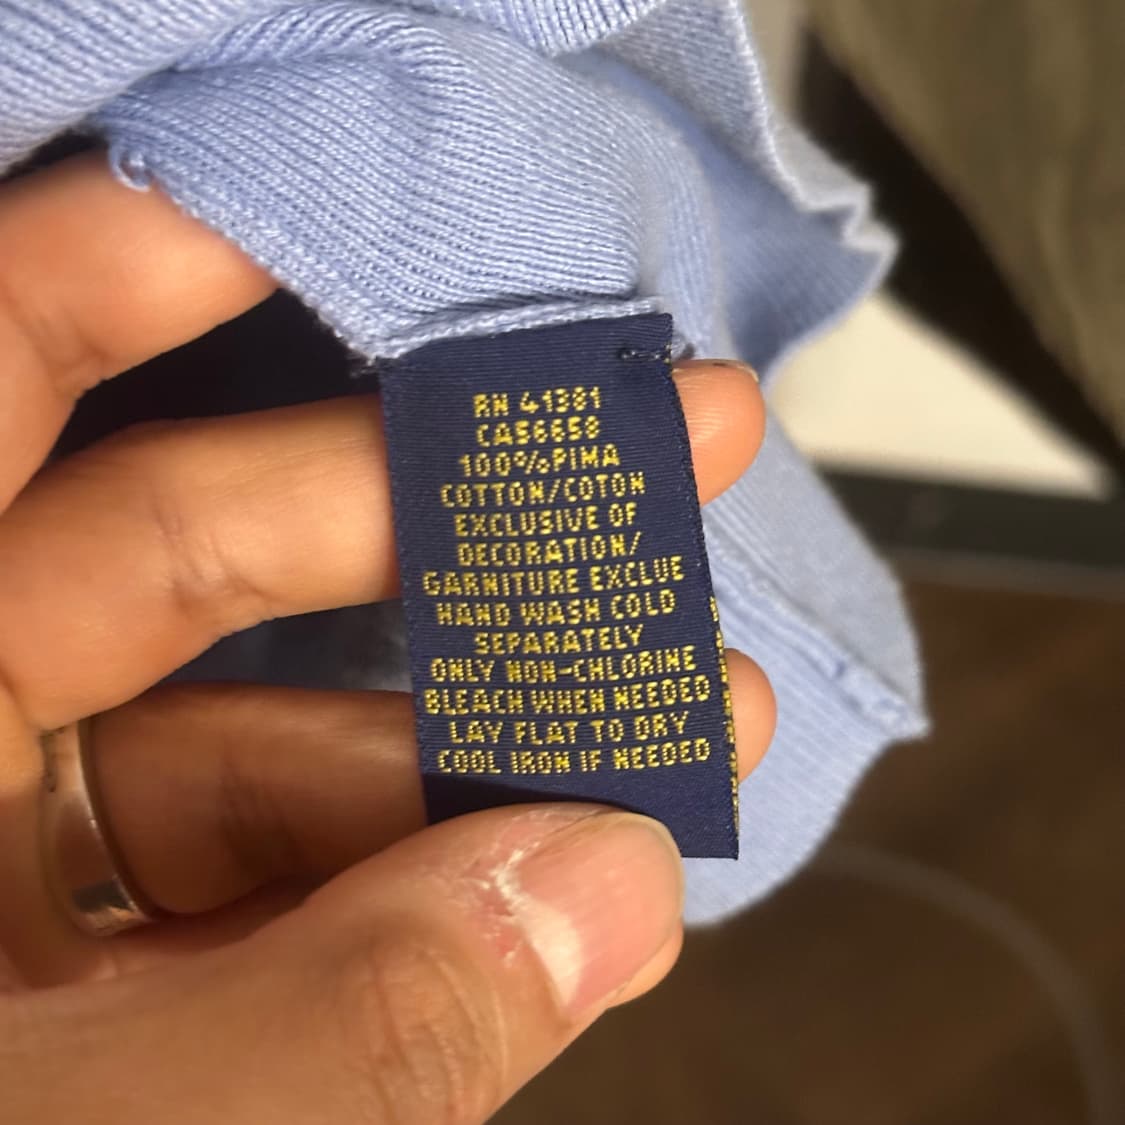 RN 41381
CA56658
100%PIMA
COTTON/COTON
EXCLUSIVE OF
DECORATION/
GARNITURE EXCLUE
HAND WASH COLD
SEPARATELY
ONLY NON-CHLORINE
BLEACH WHEN NEEDED
LAY FLAT TO DRY
COOL IRON IF NEEDED